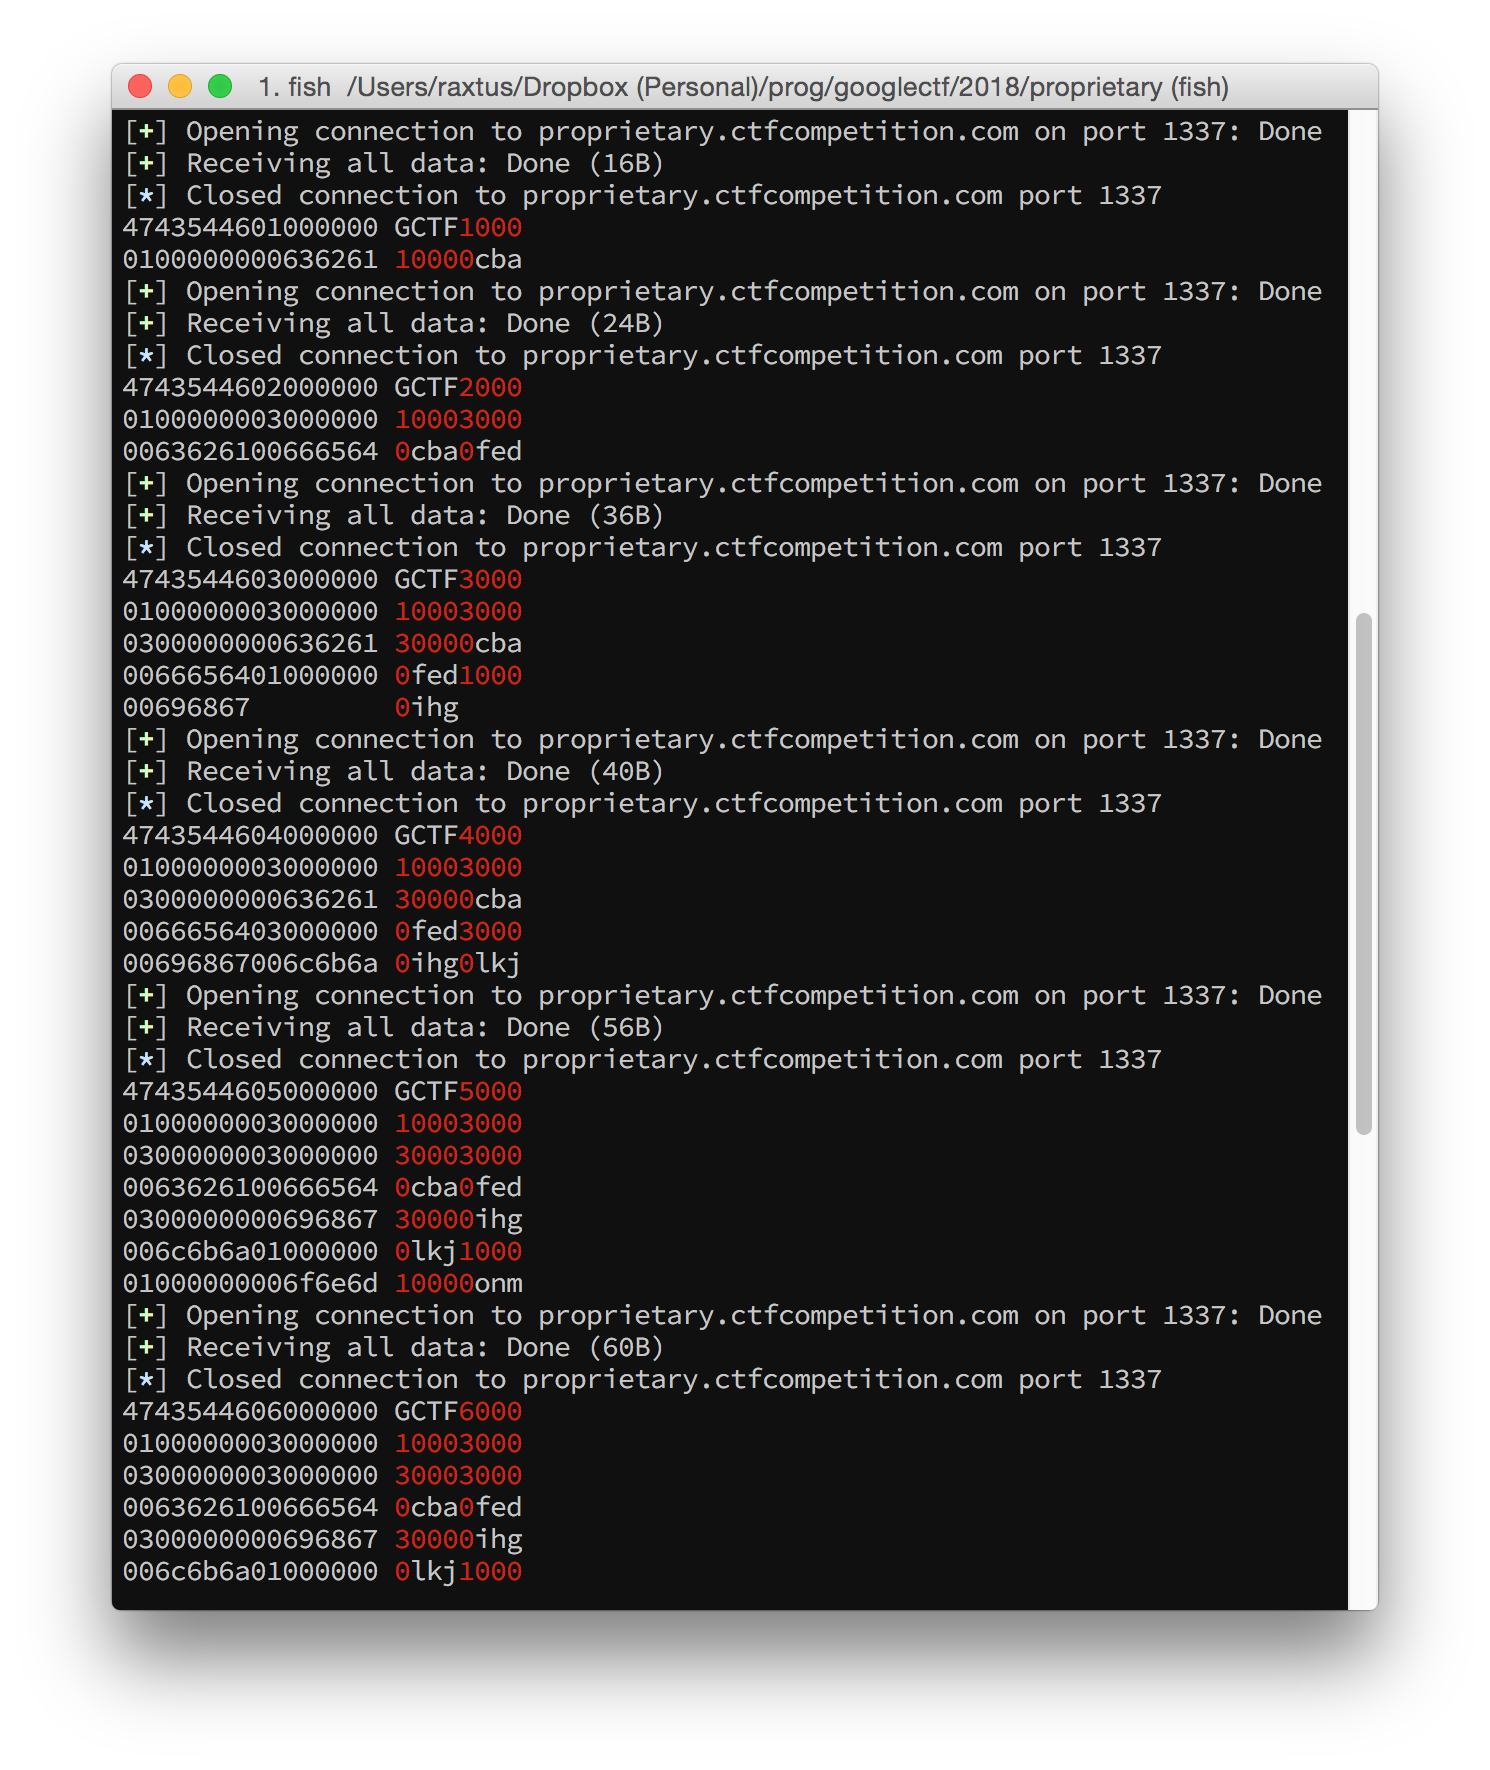 1. fish  /Users/raxtus/Dropbox (Personal)/prog/googlectf/2018/proprietary (fish)
[+] Opening connection to proprietary.ctfcompetition.com on port 1337: Done
[+] Receiving all data: Done (16B)
[*] Closed connection to proprietary.ctfcompetition.com port 1337
4743544601000000 GCTF1000
0100000000636261 10000cba
[+] Opening connection to proprietary.ctfcompetition.com on port 1337: Done
[+] Receiving all data: Done (24B)
[*] Closed connection to proprietary.ctfcompetition.com port 1337
4743544602000000 GCTF2000
0100000003000000 10003000
0063626100666564 0cba0fed
[+] Opening connection to proprietary.ctfcompetition.com on port 1337: Done
[+] Receiving all data: Done (36B)
[*] Closed connection to proprietary.ctfcompetition.com port 1337
4743544603000000 GCTF3000
0100000003000000 10003000
0300000000636261 30000cba
0066656401000000 0fed1000
00696867         0ihg
[+] Opening connection to proprietary.ctfcompetition.com on port 1337: Done
[+] Receiving all data: Done (40B)
[*] Closed connection to proprietary.ctfcompetition.com port 1337
4743544604000000 GCTF4000
0100000003000000 10003000
0300000000636261 30000cba
0066656403000000 0fed3000
00696867006c6b6a 0ihg0lkj
[+] Opening connection to proprietary.ctfcompetition.com on port 1337: Done
[+] Receiving all data: Done (56B)
[*] Closed connection to proprietary.ctfcompetition.com port 1337
4743544605000000 GCTF5000
0100000003000000 10003000
0300000003000000 30003000
0063626100666564 0cba0fed
0300000000696867 30000ihg
006c6b6a01000000 0lkj1000
01000000006f6e6d 10000onm
[+] Opening connection to proprietary.ctfcompetition.com on port 1337: Done
[+] Receiving all data: Done (60B)
[*] Closed connection to proprietary.ctfcompetition.com port 1337
4743544606000000 GCTF6000
0100000003000000 10003000
0300000003000000 30003000
0063626100666564 0cba0fed
0300000000696867 30000ihg
006c6b6a01000000 0lkj1000